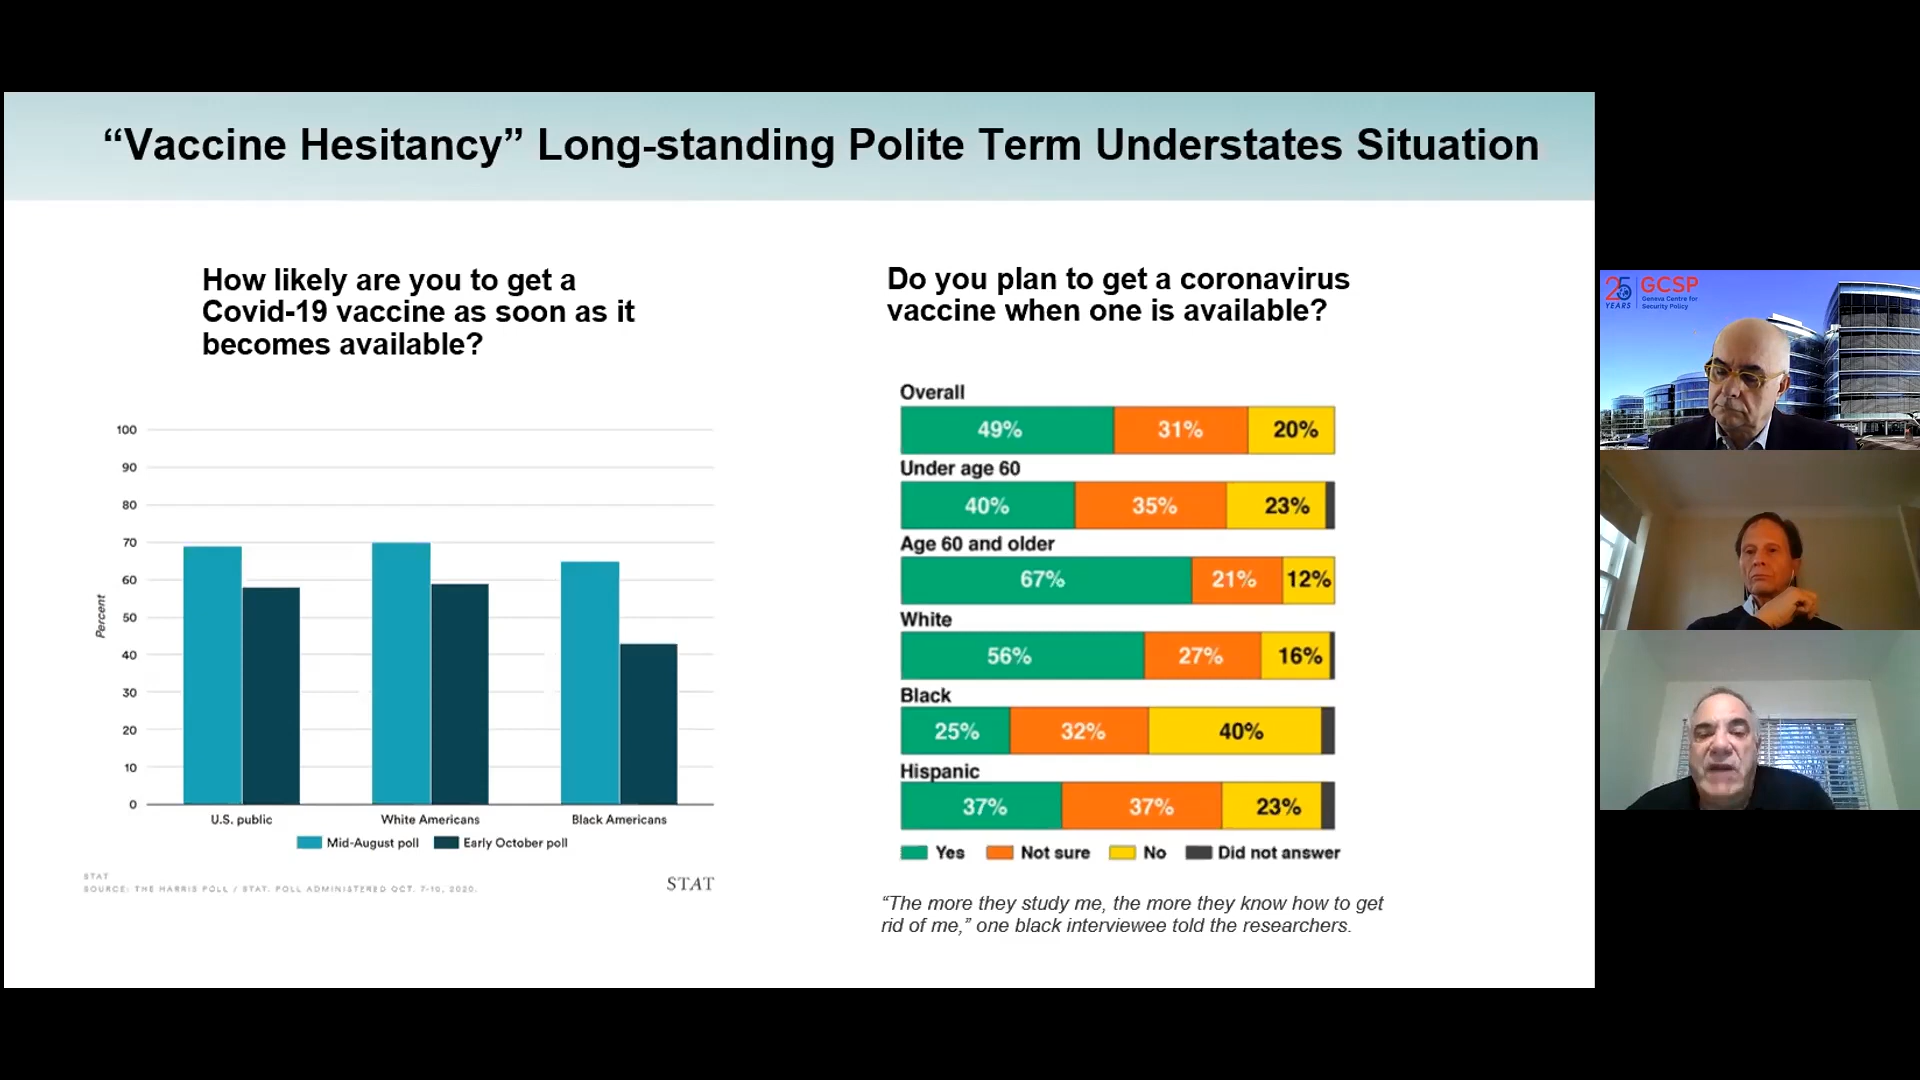 “Vaccine Hesitancy” Long-standing Polite Term Understates Situation
How likely are you to get a
Covid-19 vaccine as soon as it
becomes available?
100
90
80
70
60
50
40
30
20
10
0
Percent
U.S. public
White Americans
Black Americans
Mid-August poll
Early October poll
STAT
SOURCE: THE HARRIS POLL / STAT. POLL ADMINISTERED OCT. 7-10, 2020.
STAT
Do you plan to get a coronavirus
vaccine when one is available?
Overall
49% 31% 20%
Under age 60
40% 35% 23%
Age 60 and older
67% 21% 12%
White
56% 27% 16%
Black
25% 32% 40%
Hispanic
37% 37% 23%
Yes Not sure No Did not answer
“The more they study me, the more they know how to get
rid of me,” one black interviewee told the researchers.
25
YEARS
GCSP
Geneva Centre for
Security Policy